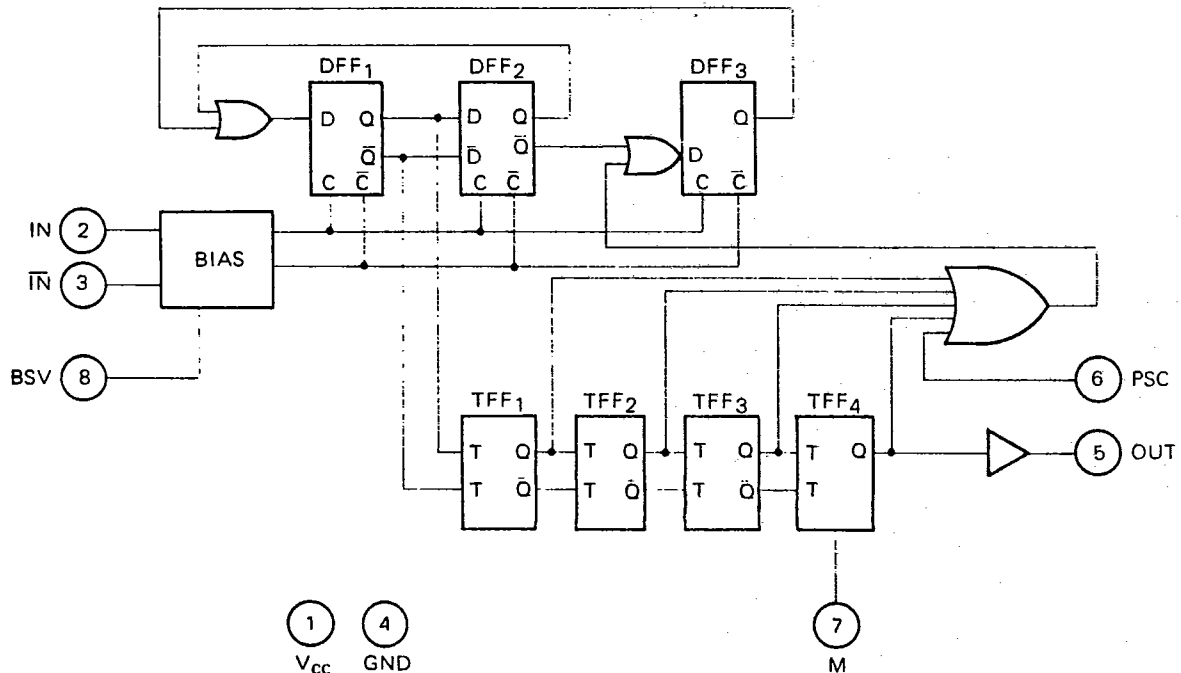 DFF1 DFF2 DFF3
D Q D Q Q
Q̄ D̄ Q̄ D
C C̄ C C̄ C C̄
IN 2
BIAS
I̅N̅ 3
BSV 8
6 PSC
TFF1 TFF2 TFF3 TFF4
T Q T Q T Q T Q
5 OUT
T Q̄ T Q̄ T Q̄ T
1 4 7
Vcc GND M